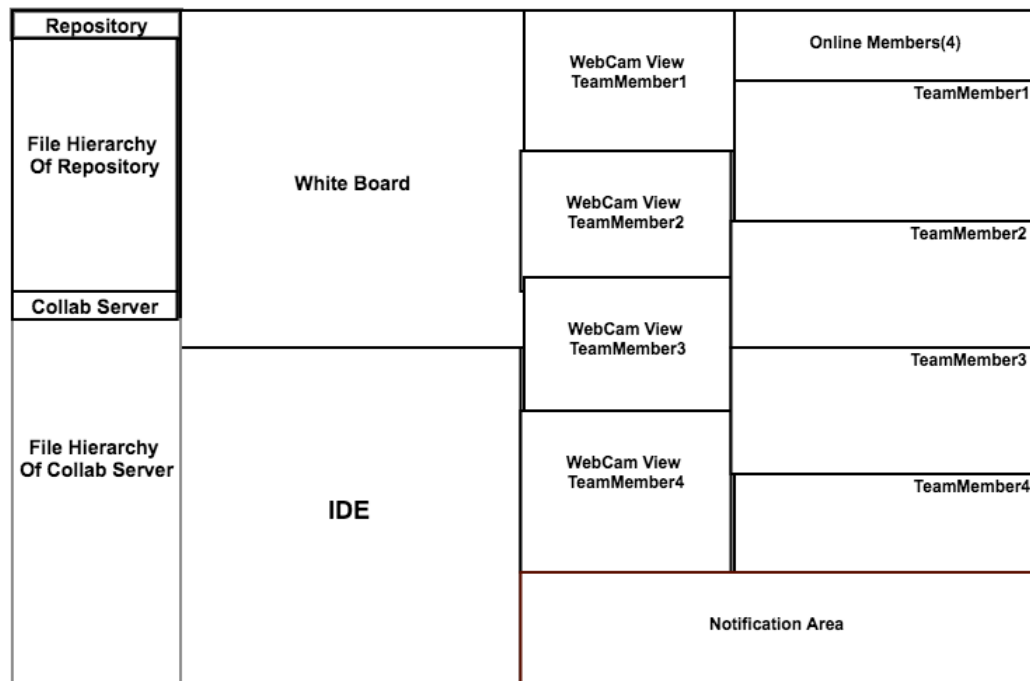 Repository
File Hierarchy
Of Repository
Collab Server
File Hierarchy
Of Collab Server
White Board
IDE
WebCam View
TeamMember1
WebCam View
TeamMember2
WebCam View
TeamMember3
WebCam View
TeamMember4
Online Members(4)
TeamMember1
TeamMember2
TeamMember3
TeamMember4
Notification Area